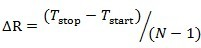 ΔR = (T_stop − T_start)/(N − 1)